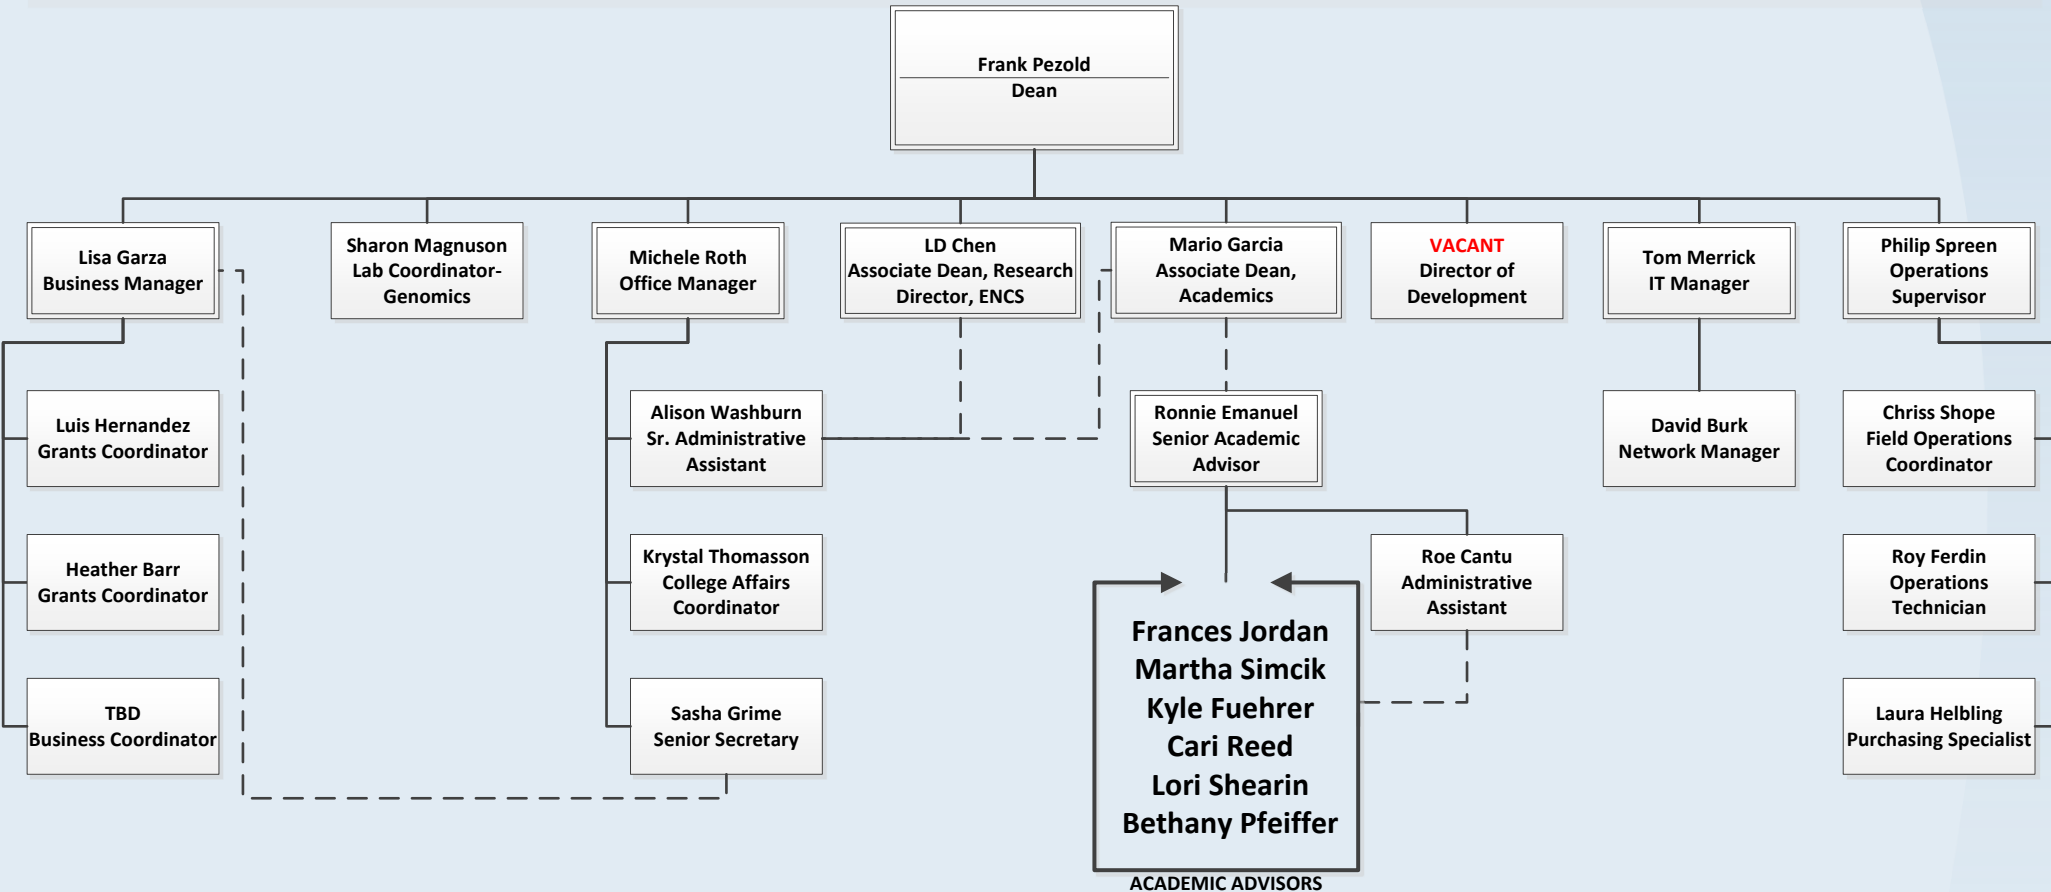 Frank Pezold
Dean
Lisa Garza
Business Manager
Sharon Magnuson
Lab Coordinator-
Genomics
Michele Roth
Office Manager
LD Chen
Associate Dean, Research
Director, ENCS
Mario Garcia
Associate Dean,
Academics
VACANT
Director of
Development
Tom Merrick
IT Manager
Philip Spreen
Operations
Supervisor
Luis Hernandez
Grants Coordinator
Alison Washburn
Sr. Administrative
Assistant
Ronnie Emanuel
Senior Academic
Advisor
David Burk
Network Manager
Chriss Shope
Field Operations
Coordinator
Heather Barr
Grants Coordinator
Krystal Thomasson
College Affairs
Coordinator
Roe Cantu
Administrative
Assistant
Roy Ferdin
Operations
Technician
Frances Jordan
Martha Simcik
Kyle Fuehrer
Cari Reed
Lori Shearin
Bethany Pfeiffer
TBD
Business Coordinator
Sasha Grime
Senior Secretary
Laura Helbling
Purchasing Specialist
ACADEMIC ADVISORS